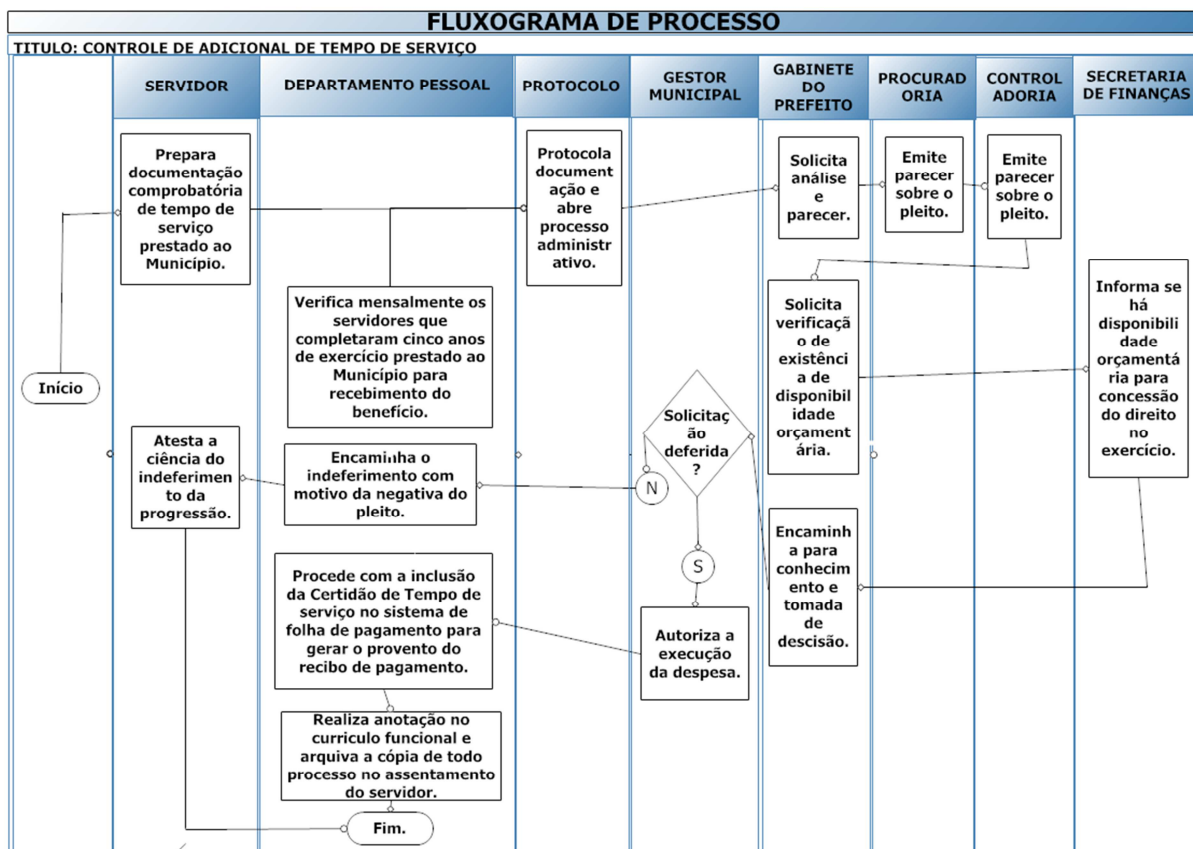 FLUXOGRAMA DE PROCESSO
TITULO: CONTROLE DE ADICIONAL DE TEMPO DE SERVIÇO
SERVIDOR
DEPARTAMENTO PESSOAL
PROTOCOLO
GESTOR
MUNICIPAL
GABINETE
DO
PREFEITO
PROCURAD
ORIA
CONTROL
ADORIA
SECRETARIA
DE FINANÇAS
Início
Prepara
documentação
comprobatória
de tempo de
serviço
prestado ao
Município.
Verifica mensalmente os
servidores que
completaram cinco anos
de exercício prestado ao
Município para
recebimento do
benefício.
Protocola
document
ação e
abre
processo
administr
ativo.
Solicita
análise
e
parecer.
Emite
parecer
sobre o
pleito.
Emite
parecer
sobre o
pleito.
Solicita
verificaçã
o de
existênci
a de
disponibil
idade
orçament
ária.
Informa se
há
disponibili
dade
orçamentá
ria para
concessão
do direito
no
exercício.
Encaminh
a para
conhecim
ento e
tomada
de
descisão.
Solicitaç
ão
deferida
?
N
S
Encaminha o
indeferimento com
motivo da negativa do
pleito.
Atesta a
ciência do
indeferime
nto da
progressão.
Autoriza a
execução
da despesa.
Procede com a inclusão
da Certidão de Tempo de
serviço no sistema de
folha de pagamento para
gerar o provento do
recibo de pagamento.
Realiza anotação no
curriculo funcional e
arquiva a cópia de todo
processo no assentamento
do servidor.
Fim.